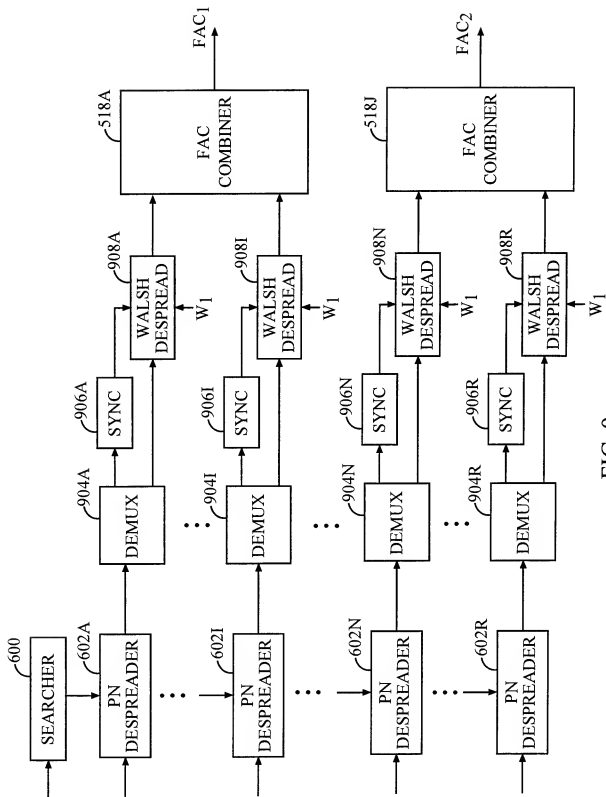 600
SEARCHER
602A
PN
DESPREADER
904A
DEMUX
906A
SYNC
908A
WALSH
DESPREAD
W1
518A
FAC
COMBINER
FAC1
602I
PN
DESPREADER
904I
DEMUX
906I
SYNC
908I
WALSH
DESPREAD
W1
602N
PN
DESPREADER
904N
DEMUX
906N
SYNC
908N
WALSH
DESPREAD
W1
518J
FAC
COMBINER
FAC2
602R
PN
DESPREADER
904R
DEMUX
906R
SYNC
908R
WALSH
DESPREAD
W1